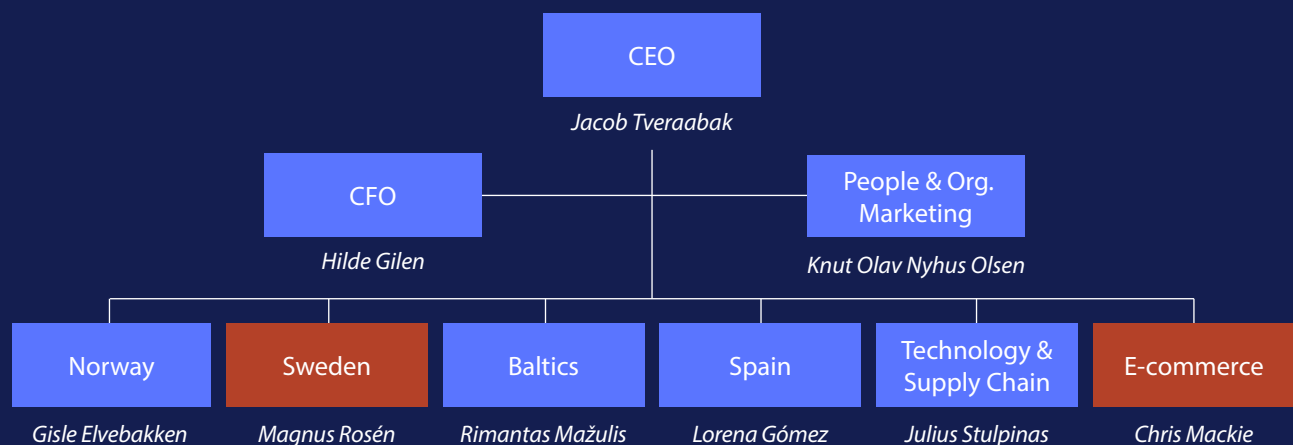 CEO
Jacob Tveraabak
CFO
People & Org.
Marketing
Hilde Gilen
Knut Olav Nyhus Olsen
Norway
Sweden
Baltics
Spain
Technology &
Supply Chain
E-commerce
Gisle Elvebakken
Magnus Rosén
Rimantas Mažulis
Lorena Gómez
Julius Stulpinas
Chris Mackie